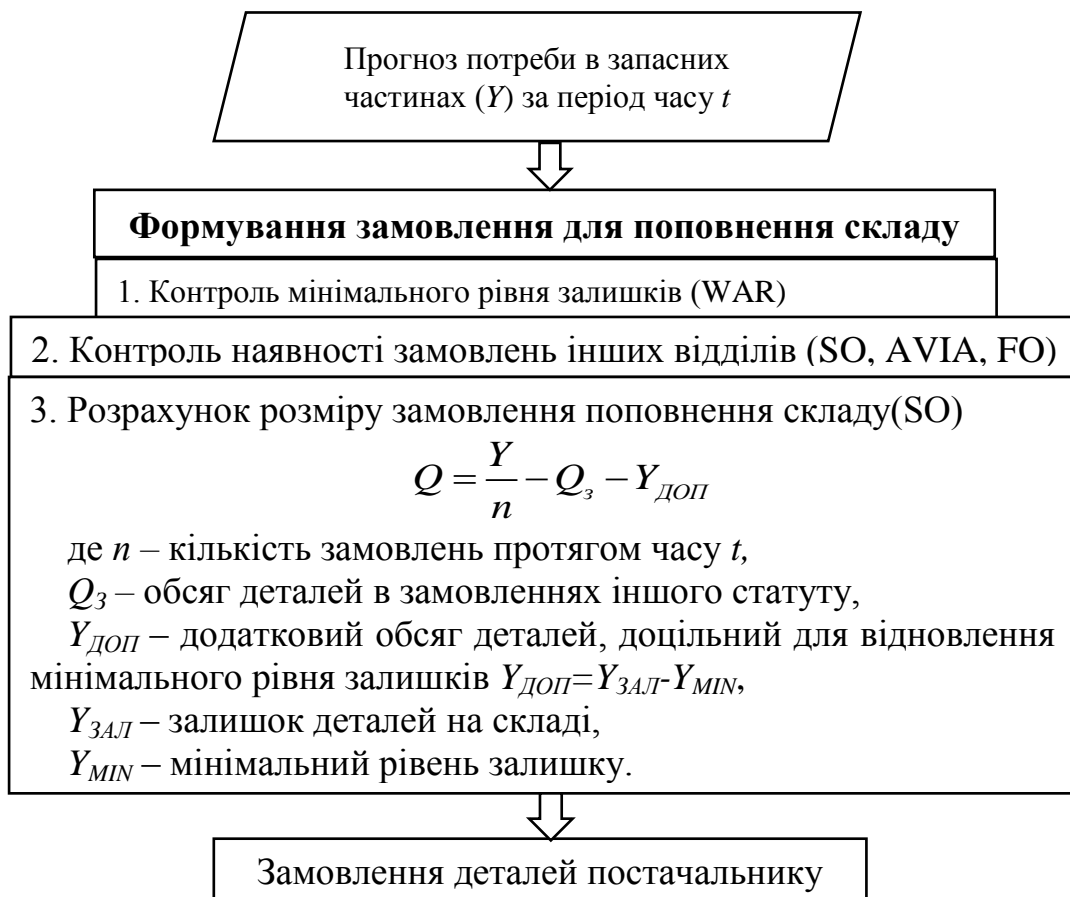 Прогноз потреби в запасних
частинах (Y) за період часу t
Формування замовлення для поповнення складу
1. Контроль мінімального рівня залишків (WAR)
2. Контроль наявності замовлень інших відділів (SO, AVIA, FO)
3. Розрахунок розміру замовлення поповнення складу(SO)
Q = Y/n − Q_з − Y_ДОП
де n – кількість замовлень протягом часу t,
Q_З – обсяг деталей в замовленнях іншого статуту,
Y_ДОП – додатковий обсяг деталей, доцільний для відновлення
мінімального рівня залишків Y_ДОП=Y_ЗАЛ-Y_MIN,
Y_ЗАЛ – залишок деталей на складі,
Y_MIN – мінімальний рівень залишку.
Замовлення деталей постачальнику